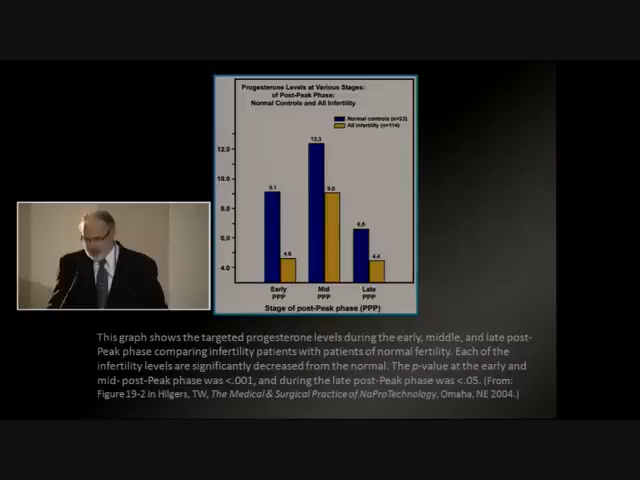 Progesterone Levels at Various Stages:
of Post-Peak Phase:
Normal Controls and All Infertility
Normal controls (n=23)
All infertility (n=114)
12.3
12.0
10.0
9.1
9.0
8.0
6.6
6.0
4.6
4.4
4.0
Early Mid Late
PPP PPP PPP
Stage of post-Peak phase (PPP)
This graph shows the targeted progesterone levels during the early, middle, and late post-
Peak phase comparing infertility patients with patients of normal fertility. Each of the
infertility levels are significantly decreased from the normal. The p-value at the early and
mid- post-Peak phase was <.001, and during the late post-Peak phase was <.05. (From:
Figure 19-2 in Hilgers, TW, The Medical & Surgical Practice of NaProTechnology, Omaha, NE 2004.)